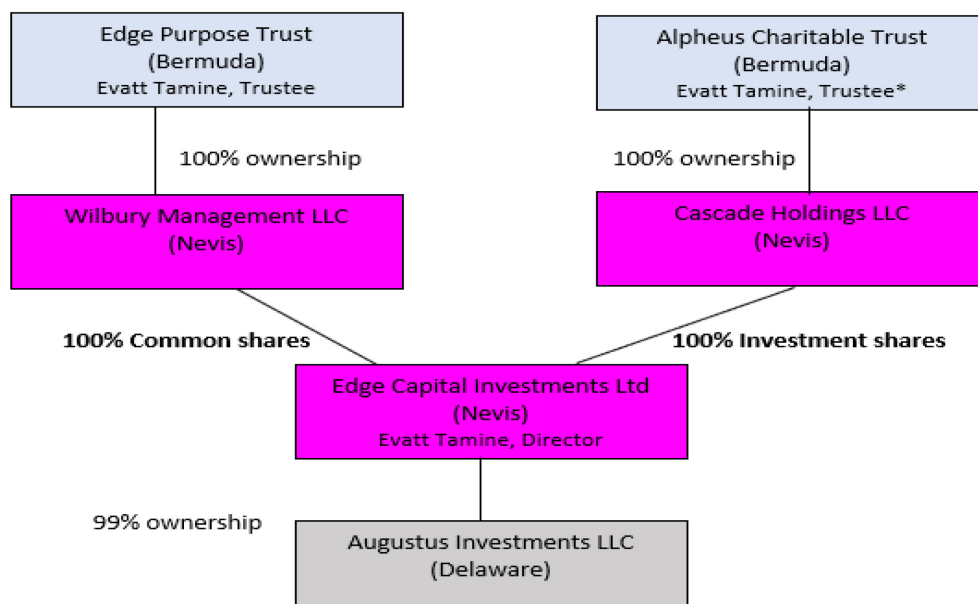 Edge Purpose Trust
(Bermuda)
Evatt Tamine, Trustee
Alpheus Charitable Trust
(Bermuda)
Evatt Tamine, Trustee*
100% ownership
100% ownership
Wilbury Management LLC
(Nevis)
Cascade Holdings LLC
(Nevis)
100% Common shares
100% Investment shares
Edge Capital Investments Ltd
(Nevis)
Evatt Tamine, Director
99% ownership
Augustus Investments LLC
(Delaware)